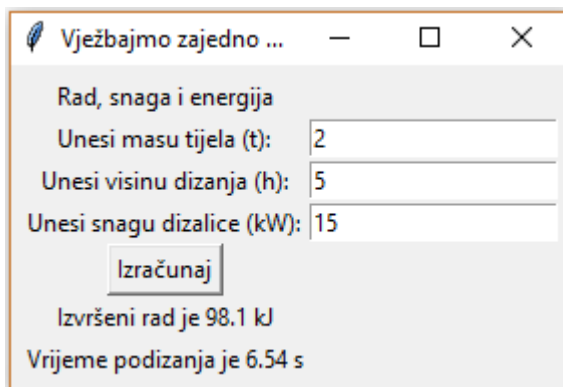 Vježbajmo zajedno ...
Rad, snaga i energija
Unesi masu tijela (t): 2
Unesi visinu dizanja (h): 5
Unesi snagu dizalice (kW): 15
Izračunaj
Izvršeni rad je 98.1 kJ
Vrijeme podizanja je 6.54 s